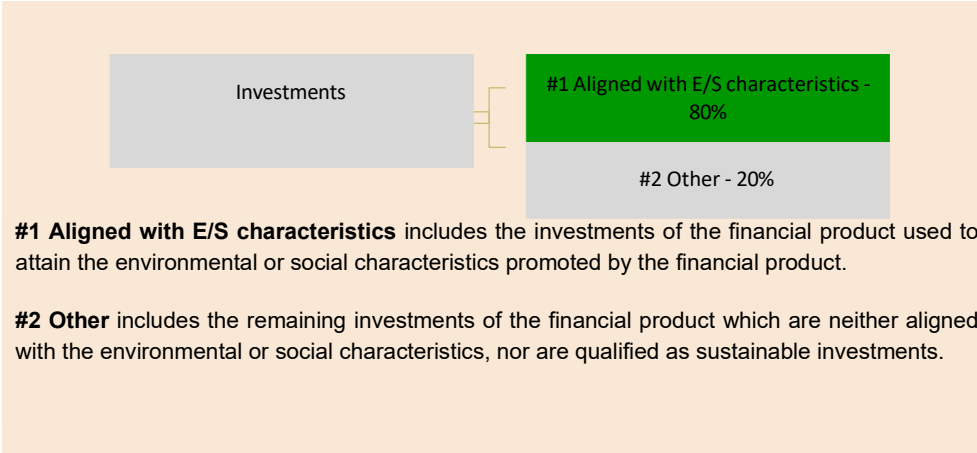 Investments
#1 Aligned with E/S characteristics -
80%
#2 Other - 20%
#1 Aligned with E/S characteristics includes the investments of the financial product used to
attain the environmental or social characteristics promoted by the financial product.
#2 Other includes the remaining investments of the financial product which are neither aligned
with the environmental or social characteristics, nor are qualified as sustainable investments.